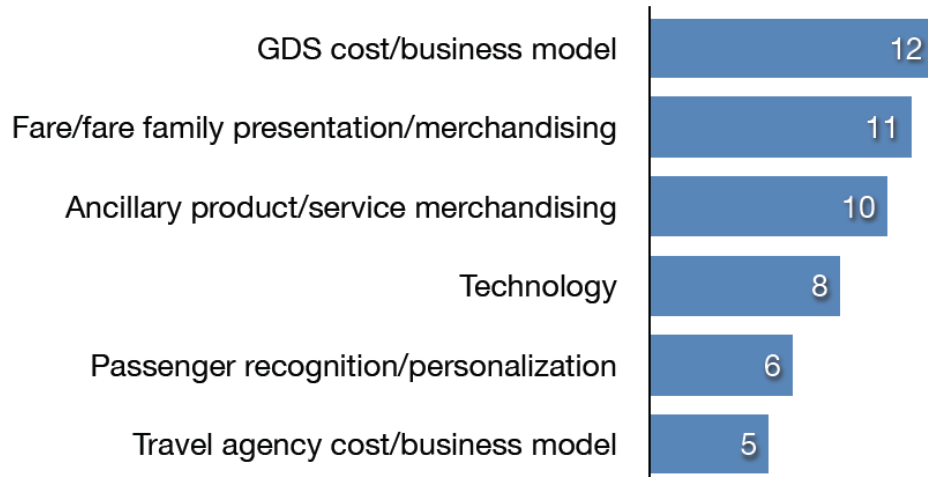 GDS cost/business model 12
Fare/fare family presentation/merchandising 11
Ancillary product/service merchandising 10
Technology 8
Passenger recognition/personalization 6
Travel agency cost/business model 5